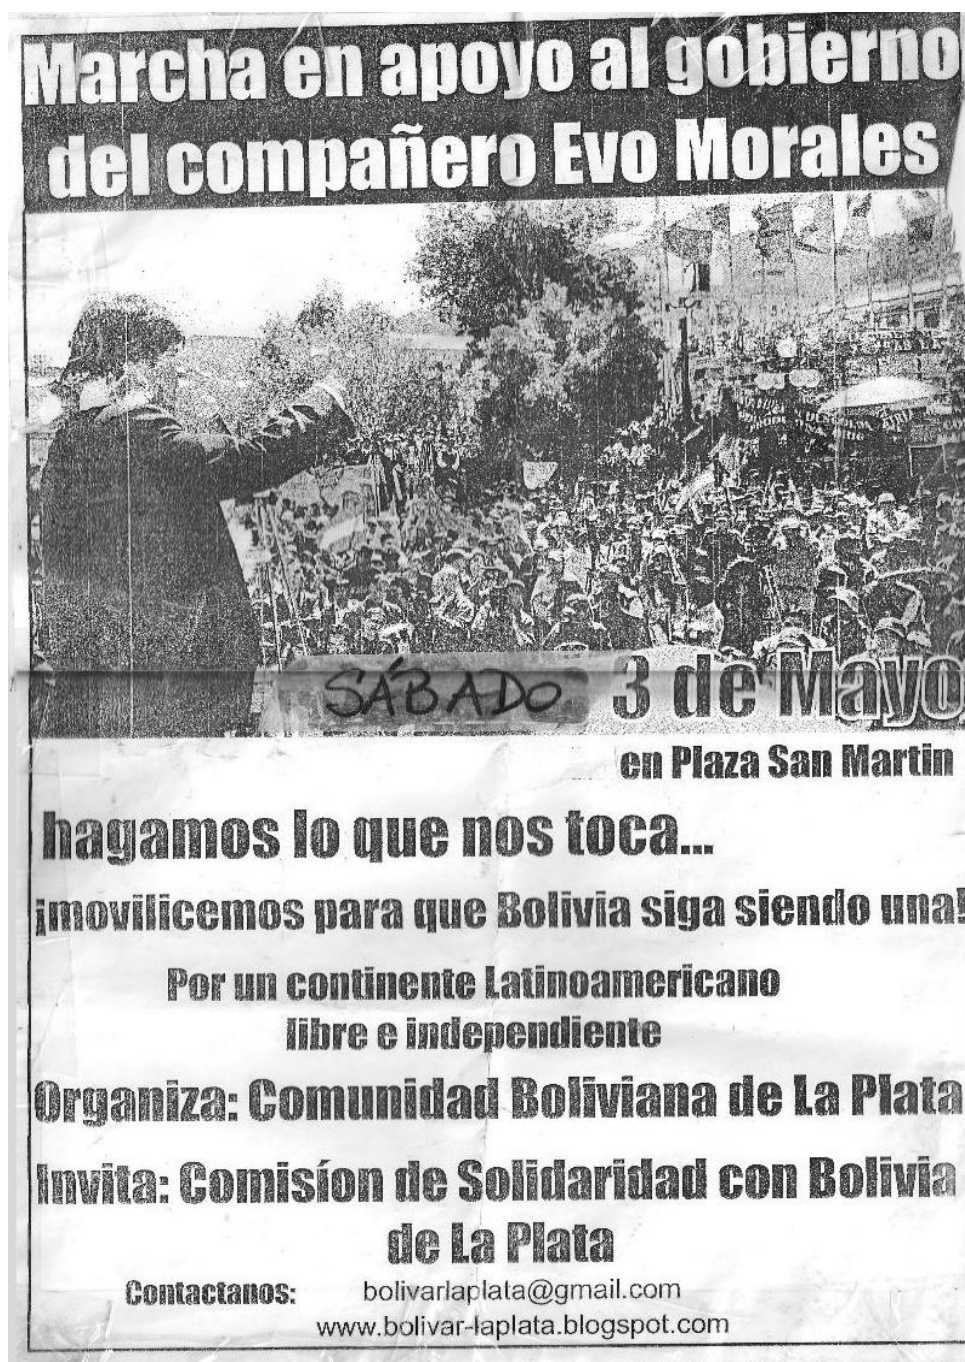 Marcha en apoyo al gobierno
del compañero Evo Morales
SÁBADO 3 de Mayo
en Plaza San Martin
hagamos lo que nos toca...
¡movilicemos para que Bolivia siga siendo una!
Por un continente Latinoamericano
libre e independiente
Organiza: Comunidad Boliviana de La Plata
Invita: Comisíon de Solidaridad con Bolivia
de La Plata
Contactanos: bolivarlaplata@gmail.com
www.bolivar-laplata.blogspot.com